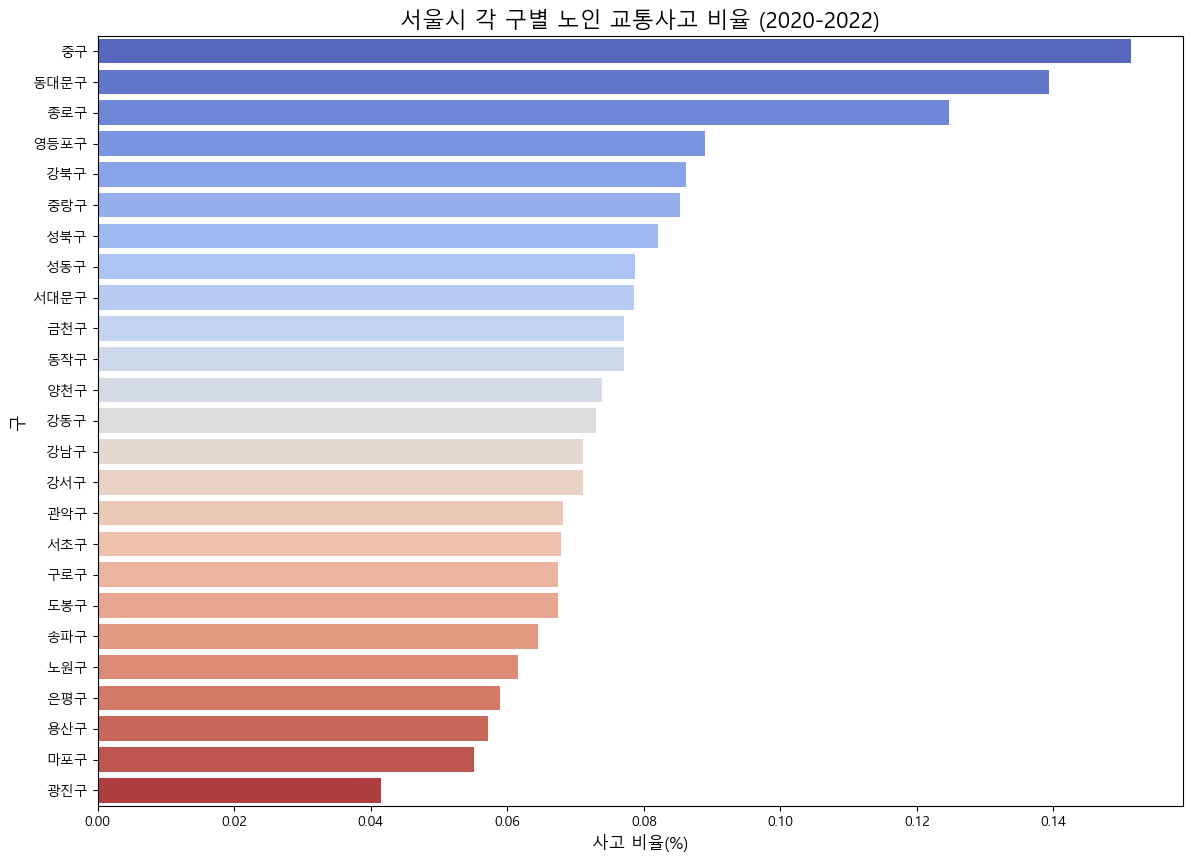 서울시 각 구별 노인 교통사고 비율 (2020-2022)
중구
동대문구
종로구
영등포구
강북구
중랑구
성북구
성동구
서대문구
금천구
동작구
양천구
강동구
강남구
강서구
관악구
서초구
구로구
도봉구
송파구
노원구
은평구
용산구
마포구
광진구
구
0.00 0.02 0.04 0.06 0.08 0.10 0.12 0.14
사고 비율(%)